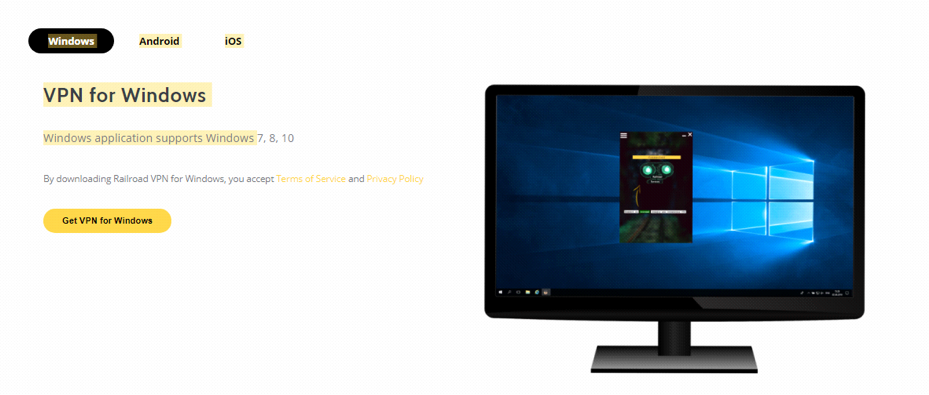 Windows Android iOS
VPN for Windows
Windows application supports Windows 7, 8, 10
By downloading Railroad VPN for Windows, you accept Terms of Service and Privacy Policy
Get VPN for Windows